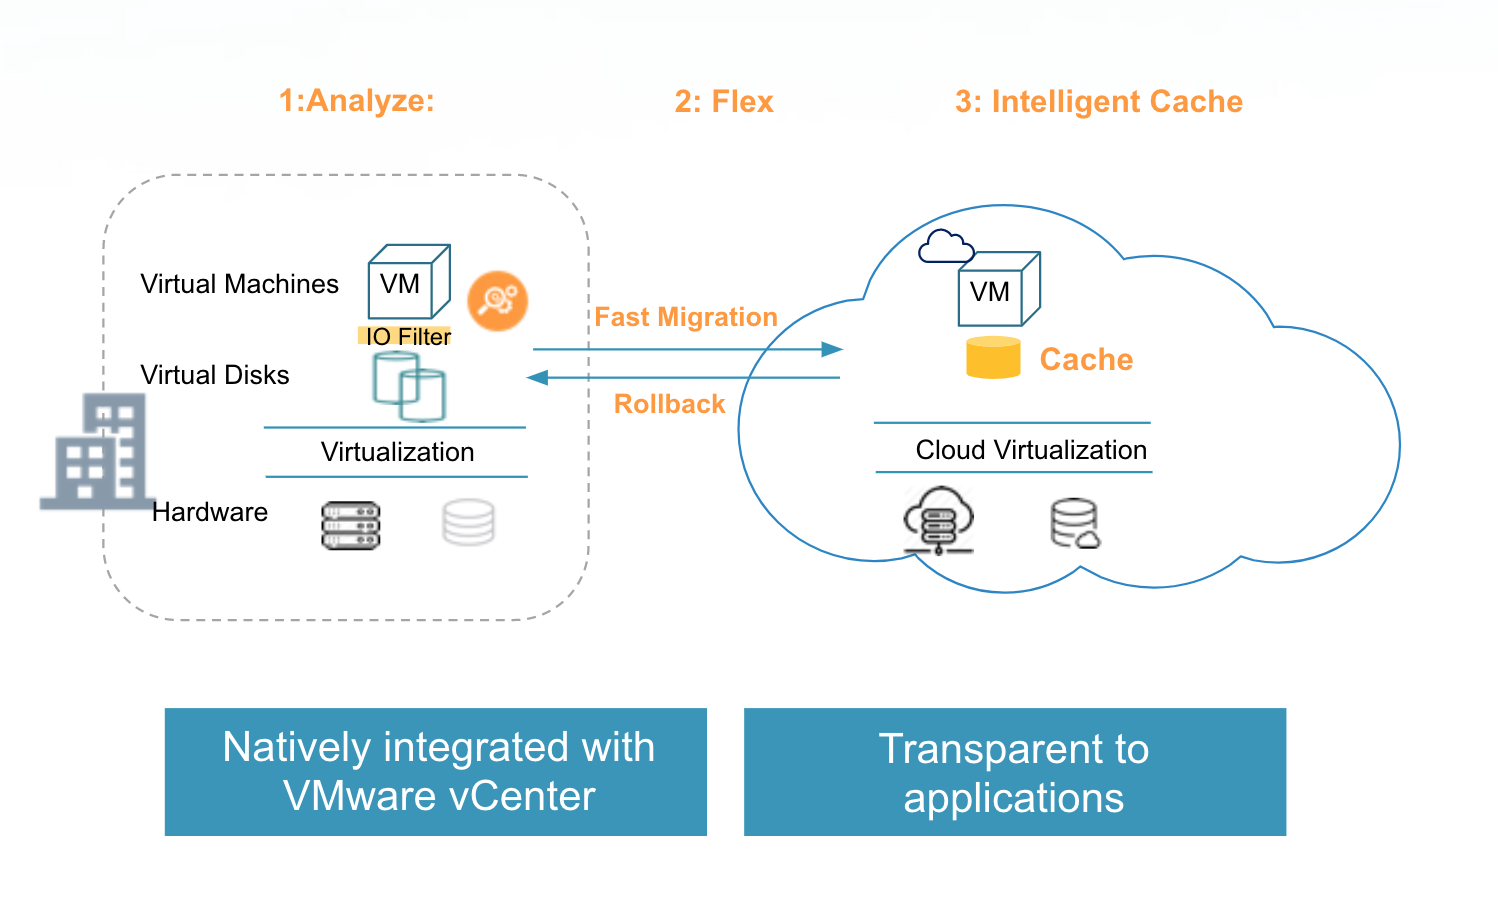 1:Analyze:
2: Flex
3: Intelligent Cache
Virtual Machines
VM
IO Filter
Virtual Disks
Virtualization
Hardware
Fast Migration
Rollback
VM
Cache
Cloud Virtualization
Natively integrated with
VMware vCenter
Transparent to
applications